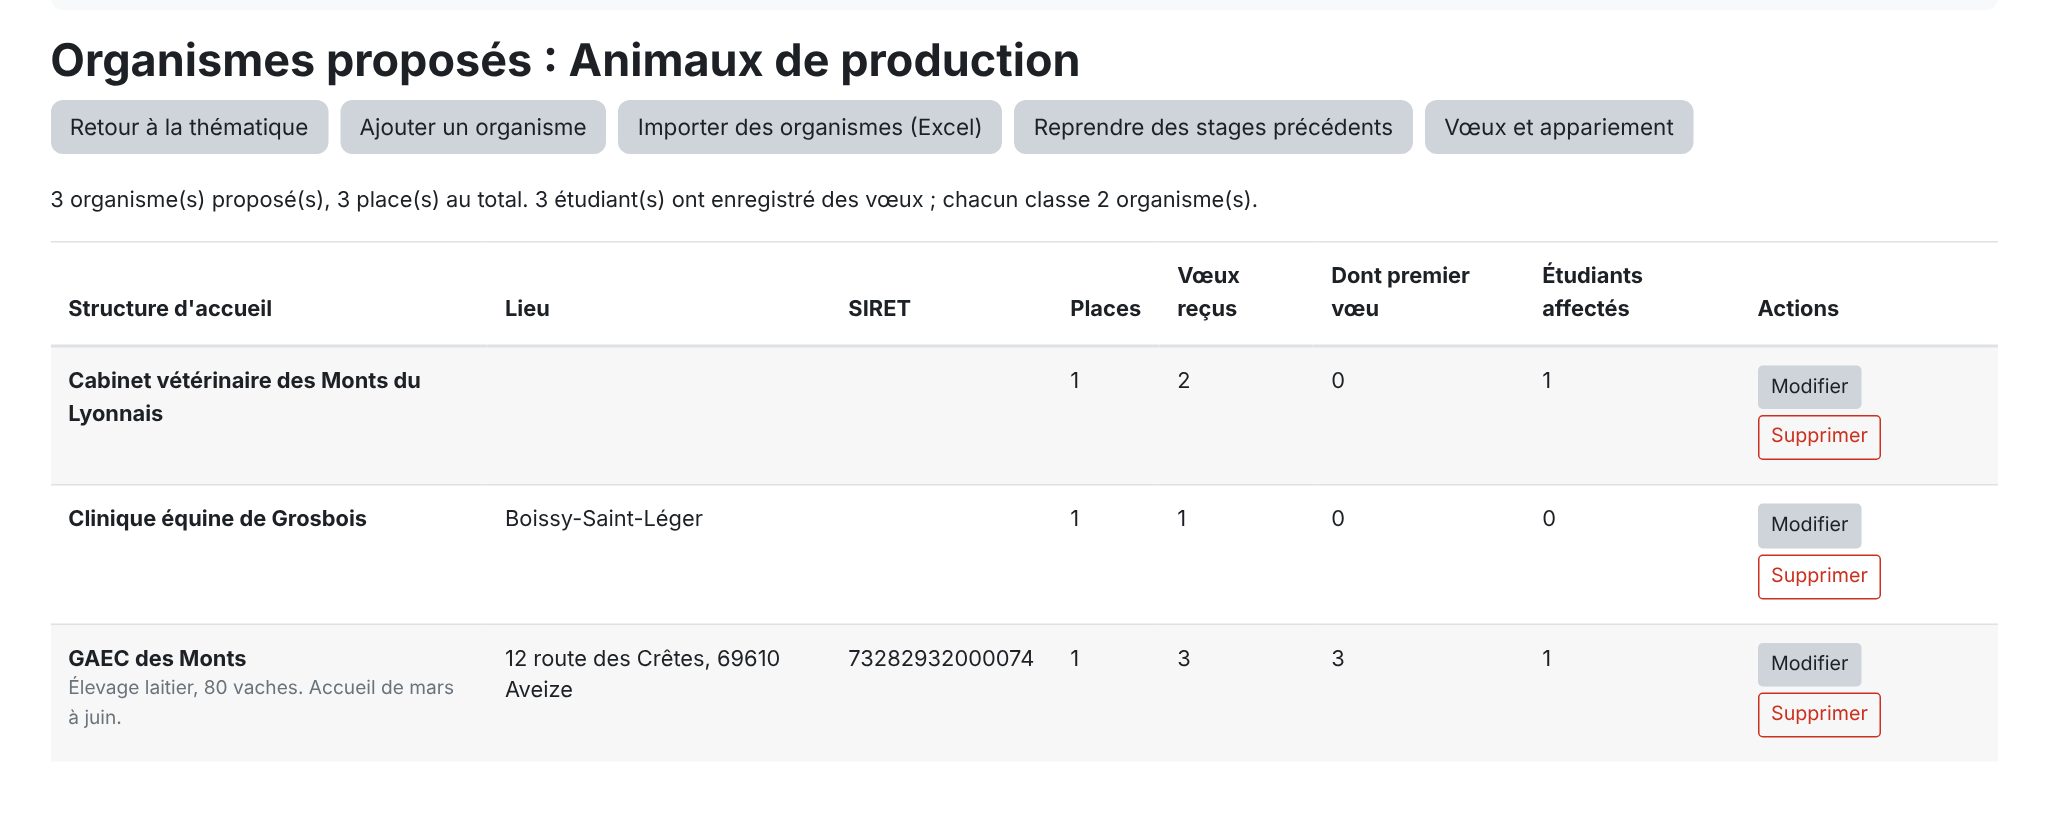 Organismes proposés : Animaux de production
Retour à la thématique Ajouter un organisme Importer des organismes (Excel) Reprendre des stages précédents Vœux et appariement
3 organisme(s) proposé(s), 3 place(s) au total. 3 étudiant(s) ont enregistré des vœux ; chacun classe 2 organisme(s).
Structure d'accueil Lieu SIRET Places Vœux reçus Dont premier vœu Étudiants affectés Actions
Cabinet vétérinaire des Monts du 1 2 0 1 Modifier
Lyonnais Supprimer
Clinique équine de Grosbois Boissy-Saint-Léger 1 1 0 0 Modifier
Supprimer
GAEC des Monts 12 route des Crêtes, 69610 73282932000074 1 3 3 1 Modifier
Élevage laitier, 80 vaches. Accueil de mars Aveize
à juin. Supprimer